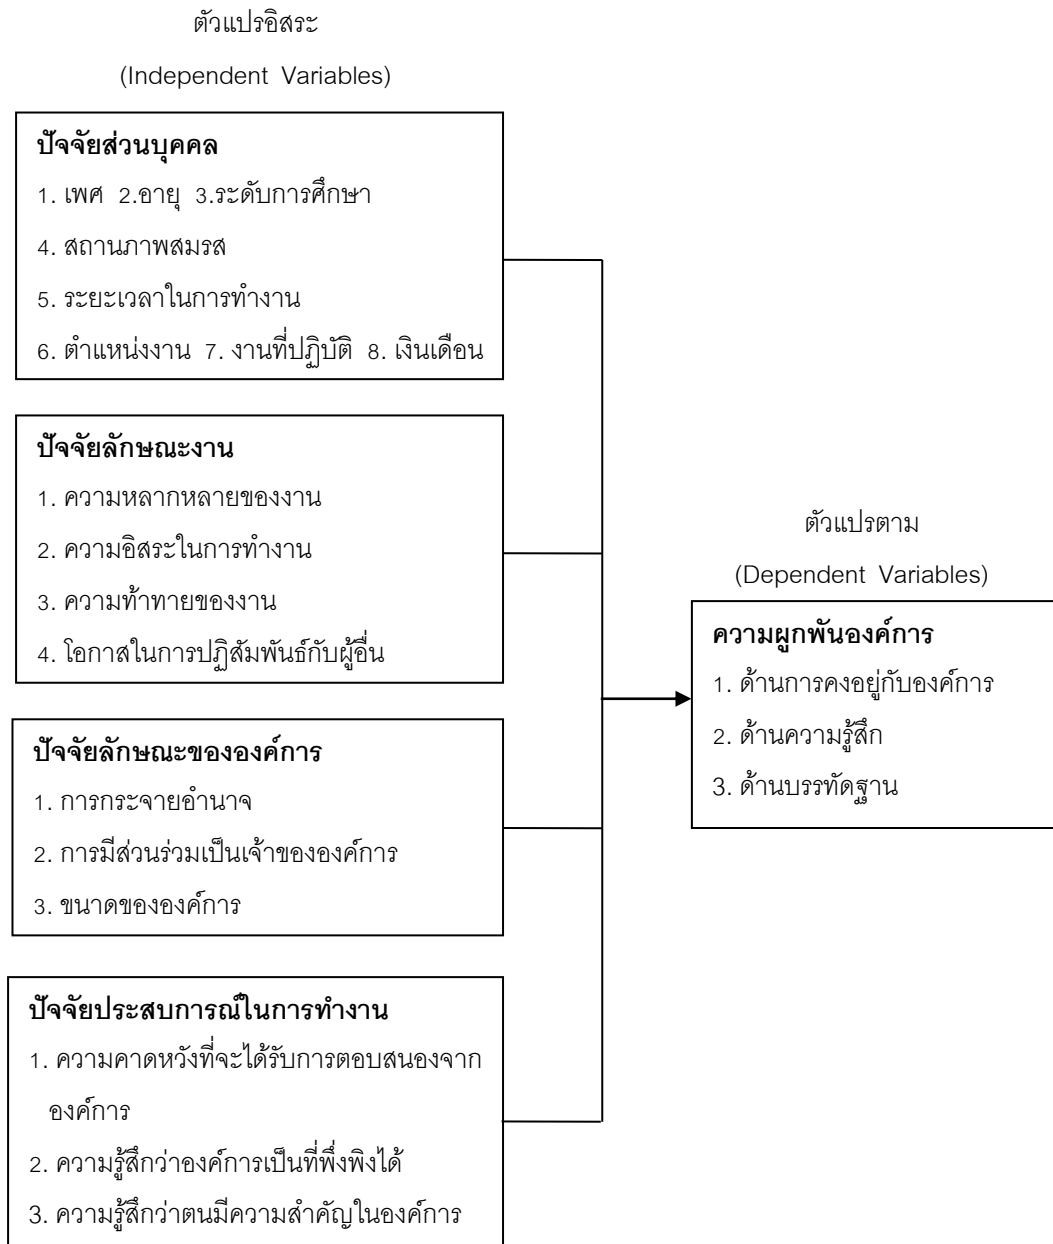 ตัวแปรอิสระ
(Independent Variables)
ปัจจัยส่วนบุคคล
1. เพศ 2.อายุ 3.ระดับการศึกษา
4. สถานภาพสมรส
5. ระยะเวลาในการทำงาน
6. ตำแหน่งงาน 7. งานที่ปฏิบัติ 8. เงินเดือน
ปัจจัยลักษณะงาน
1. ความหลากหลายของงาน
2. ความอิสระในการทำงาน
3. ความท้าทายของงาน
4. โอกาสในการปฏิสัมพันธ์กับผู้อื่น
ปัจจัยลักษณะขององค์การ
1. การกระจายอำนาจ
2. การมีส่วนร่วมเป็นเจ้าขององค์การ
3. ขนาดขององค์การ
ปัจจัยประสบการณ์ในการทำงาน
1. ความคาดหวังที่จะได้รับการตอบสนองจาก
องค์การ
2. ความรู้สึกว่าองค์การเป็นที่พึ่งพิงได้
3. ความรู้สึกว่าตนมีความสำคัญในองค์การ
ตัวแปรตาม
(Dependent Variables)
ความผูกพันองค์การ
1. ด้านการคงอยู่กับองค์การ
2. ด้านความรู้สึก
3. ด้านบรรทัดฐาน